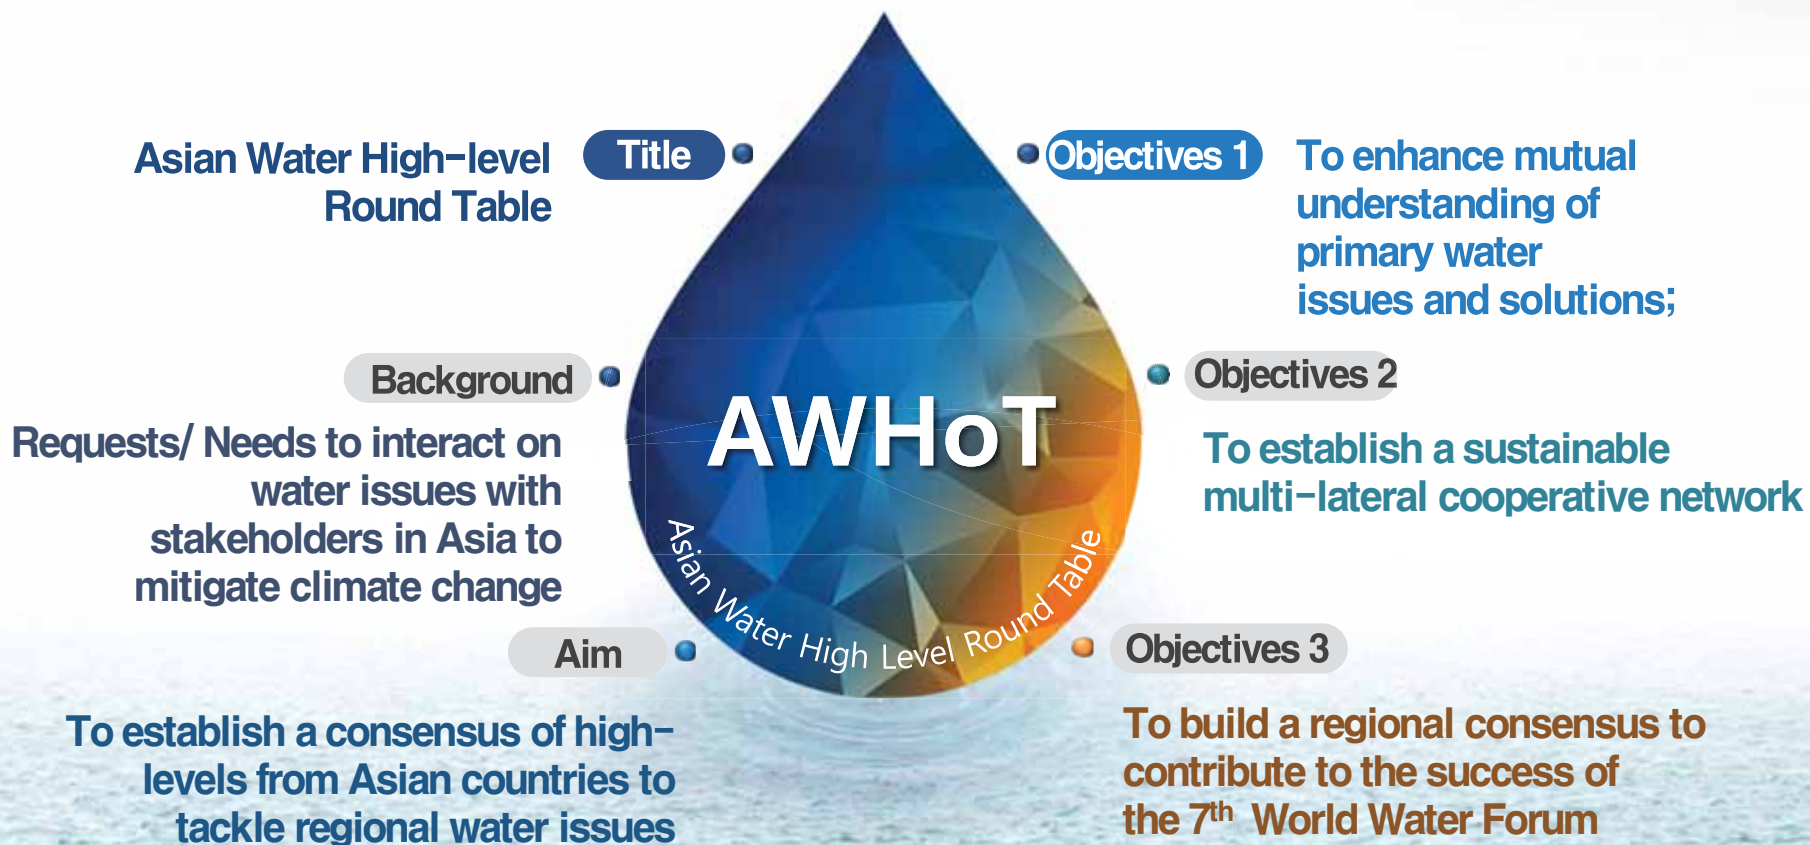 Asian Water High-level
Round Table
Title
Background
Requests/ Needs to interact on
water issues with
stakeholders in Asia to
mitigate climate change
Aim
To establish a consensus of high-
levels from Asian countries to
tackle regional water issues
AWHoT
Asian Water High Level Round Table
Objectives 1
To enhance mutual
understanding of
primary water
issues and solutions;
Objectives 2
To establish a sustainable
multi-lateral cooperative network
Objectives 3
To build a regional consensus to
contribute to the success of
the 7th World Water Forum